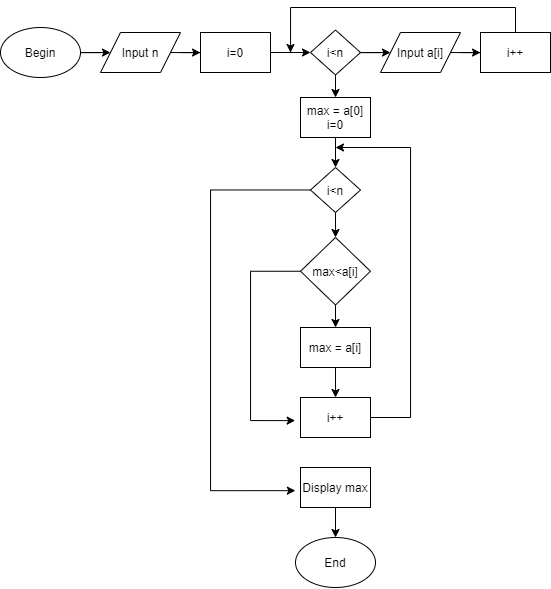 Begin
Input n
i=0
i<n
Input a[i]
i++
max = a[0]
i=0
i<n
max<a[i]
max = a[i]
i++
Display max
End